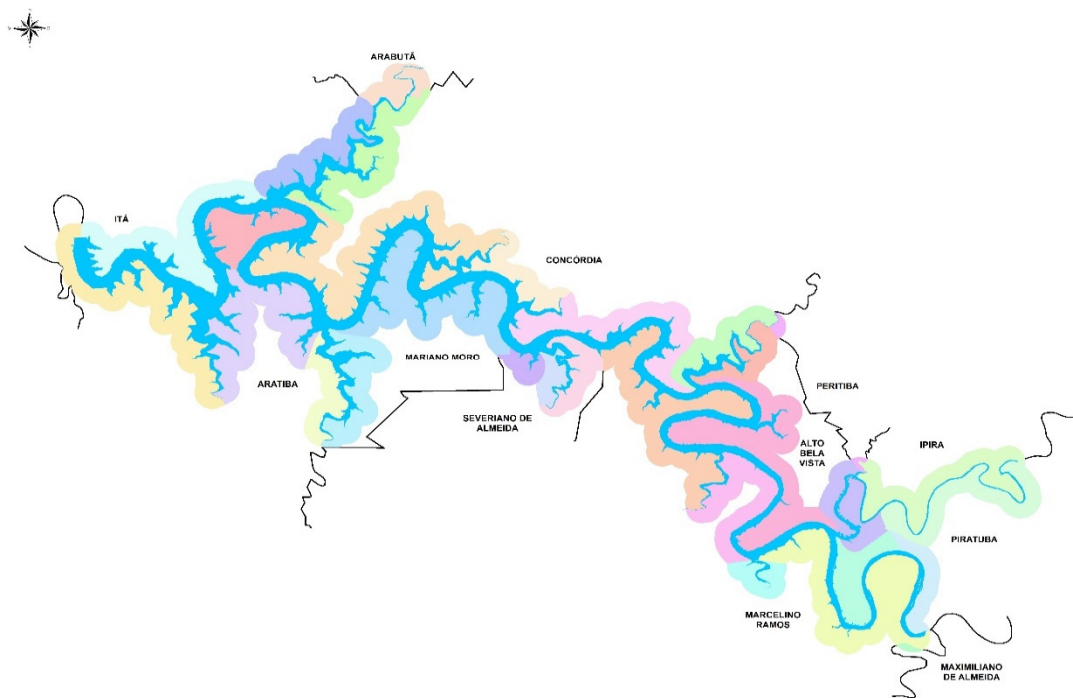 ARABUTÃ
ITÁ
CONCÓRDIA
MARIANO MORO
ARATIBA
PERITIBA
SEVERIANO DE
ALMEIDA
ALTO
BELA
VISTA
IPIRA
PIRATUBA
MARCELINO
RAMOS
MAXIMILIANO
DE ALMEIDA